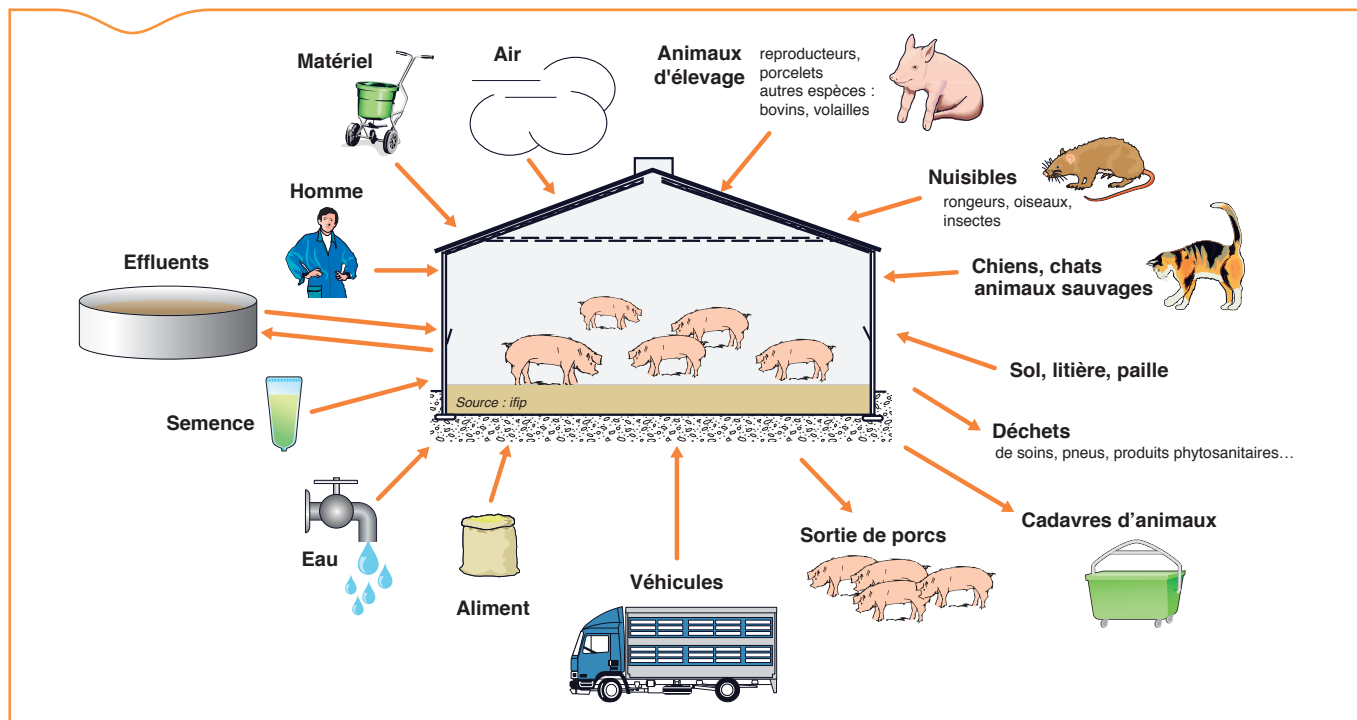 Matériel
Air
Animaux
d'élevage
reproducteurs,
porcelets
autres espèces :
bovins, volailles
Homme
Nuisibles
rongeurs, oiseaux,
insectes
Effluents
Chiens, chats
animaux sauvages
Sol, litière, paille
Semence
Source : ifip
Déchets
de soins, pneus, produits phytosanitaires…
Eau
Aliment
Véhicules
Sortie de porcs
Cadavres d’animaux